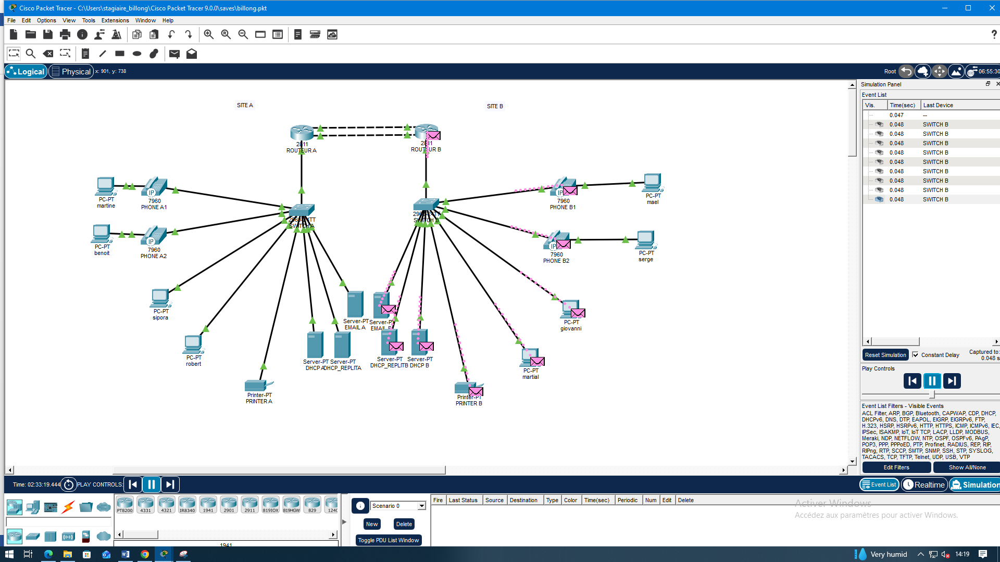 Cisco Packet Tracer - C:\Users\stagiaire_billong\Cisco Packet Tracer 9.0.0\saves\billong.pkt
File Edit Options View Tools Extensions Window Help
?
Logical Physical x: 901, y: 738
Root 06:55:30
SITE A
SITE B
2811
ROUTEUR A
2811
ROUTEUR B
PC-PT
martine
IP
7960
PHONE A1
PC-PT
benoit
IP
7960
PHONE A2
2960-24TT
SWITCH A
2960-24TT
SWITCH B
IP
7960
PHONE B1
PC-PT
mael
IP
7960
PHONE B2
PC-PT
serge
PC-PT
sipora
PC-PT
robert
Printer-PT
PRINTER A
Server-PT
DHCP A
Server-PT
DHCP_REPLITA
Server-PT
EMAIL A
Server-PT
EMAIL B
Server-PT
DHCP_REPLITB
Server-PT
DHCP B
Printer-PT
PRINTER B
PC-PT
martial
PC-PT
giovanni
Simulation Panel
Event List
Vis. Time(sec) Last Device
0.047 --
0.048 SWITCH B
0.048 SWITCH B
0.048 SWITCH B
0.048 SWITCH B
0.048 SWITCH B
0.048 SWITCH B
0.048 SWITCH B
0.048 SWITCH B
0.048 SWITCH B
Reset Simulation Constant Delay Captured to:
0.048 s
Play Controls
Event List Filters - Visible Events
ACL Filter, ARP, BGP, Bluetooth, CAPWAP, CDP, DHCP,
DHCPv6, DNS, DTP, EAPOL, EIGRP, EIGRPv6, FTP,
H.323, HSRP, HSRPv6, HTTP, HTTPS, ICMP, ICMPv6, IEC,
IPSec, ISAKMP, IoT, IoT TCP, LACP, LLDP, MODBUS,
Meraki, NDP, NETFLOW, NTP, OSPF, OSPFv6, PAgP,
POP3, PPP, PPPoED, PTP, Profinet, RADIUS, REP, RIP,
RIPng, RTP, SCCP, SMTP, SNMP, SSH, STP, SYSLOG,
TACACS, TCP, TFTP, Telnet, UDP, USB, VTP
Edit Filters Show All/None
Time: 02:33:19.444 PLAY CONTROLS:
Event List Realtime Simulation
PT8200 4331 4321 IR8340 1941 2901 2911 819IOX 819HGW 829 1240
1941
Scenario 0
New Delete
Toggle PDU List Window
Fire Last Status Source Destination Type Color Time(sec) Periodic Num Edit Delete
Activer Windows
Accédez aux paramètres pour activer Windows.
Very humid 14:19